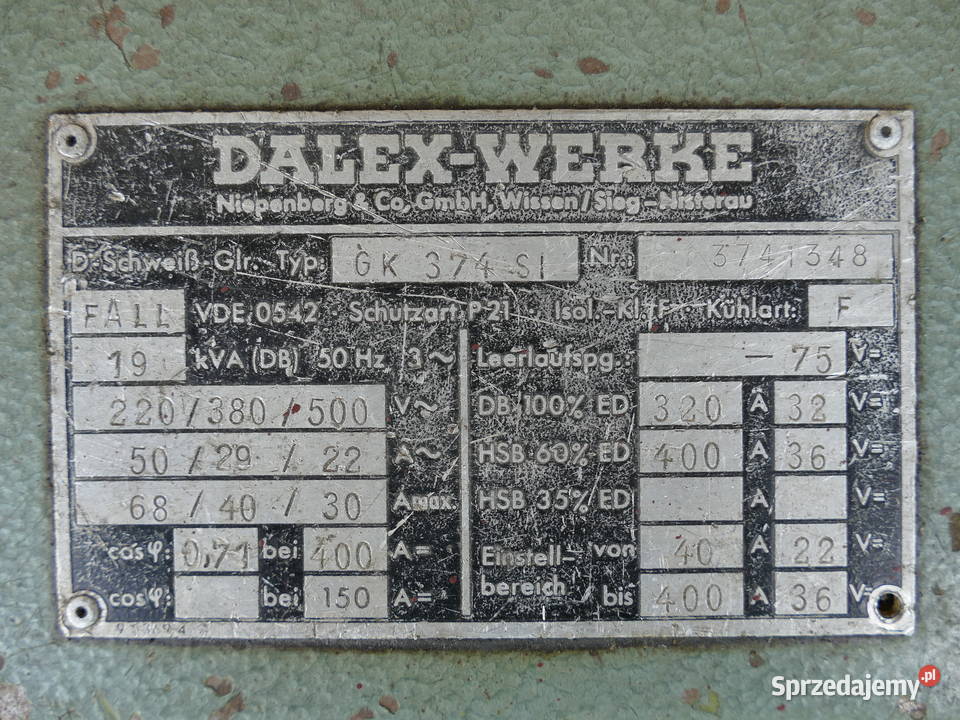 DALEX-WERKE
Niepenberg & Co. GmbH, Wissen/Sieg-Nisterau
D-Schweiß-Glr. Typ: GK 374 SI Nr.: 3741348
FALL VDE 0542 · Schutzart P 21 · Isol.-Kl. F · Kühlart: F
19 kVA (DB) 50 Hz 3~ Leerlaufspg.: – 75 V=
220/380/500 V~ DB 100% ED 320 A 32 V=
50/29/22 A~ HSB 60% ED 400 A 36 V=
68/40/30 A max. HSB 35% ED A V=
cos φ: 0,71 bei 400 A= Einstell- von 40 A 22 V=
cos φ: bei 150 A= bereich bis 400 A 36 V=
Sprzedajemy.pl